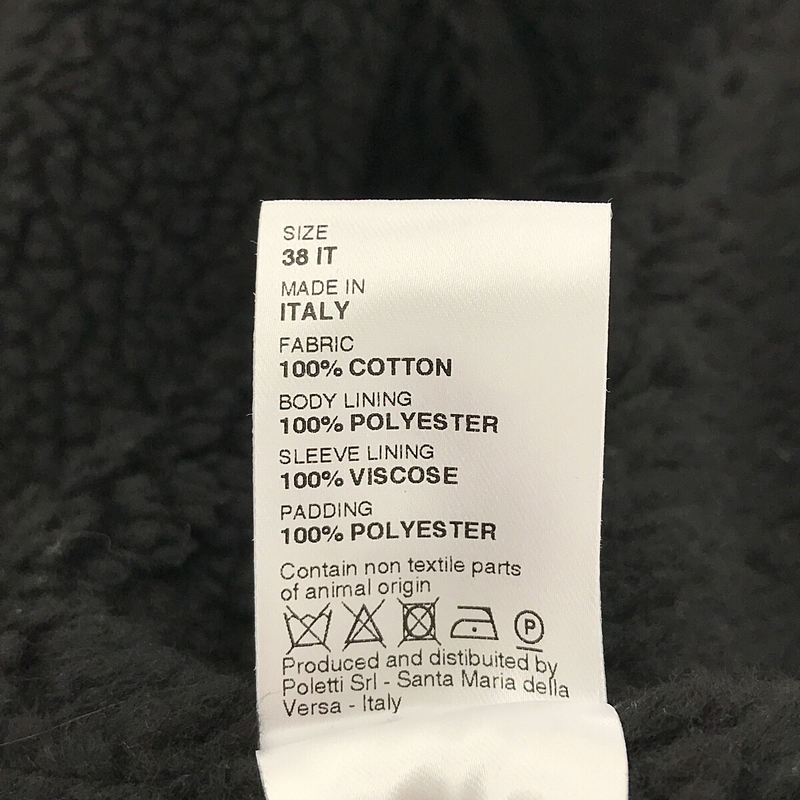 SIZE
38 IT
MADE IN
ITALY
FABRIC
100% COTTON
BODY LINING
100% POLYESTER
SLEEVE LINING
100% VISCOSE
PADDING
100% POLYESTER
Contain non textile parts
of animal origin
P
Produced and distibuited by
Poletti Srl - Santa Maria della
Versa - Italy